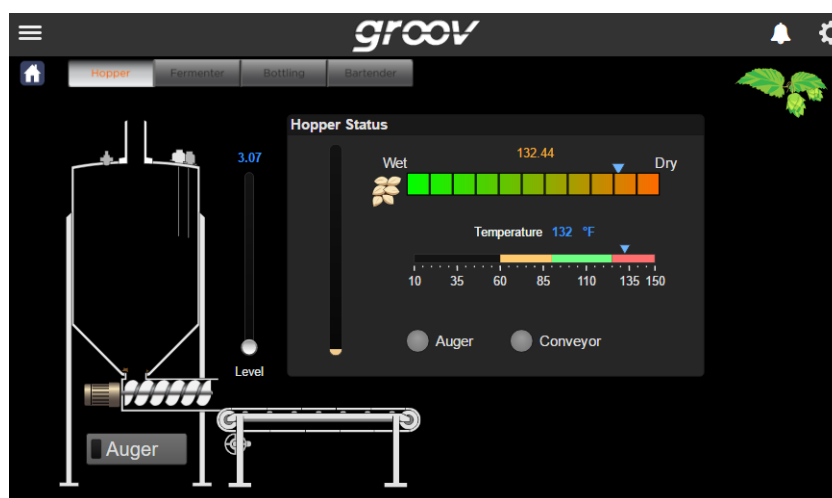 groov
Hopper Fermenter Bottling Bartender
Hopper Status
3.07
132.44
Wet Dry
Temperature 132 °F
10 35 60 85 110 135 150
Auger Conveyor
Level
Auger